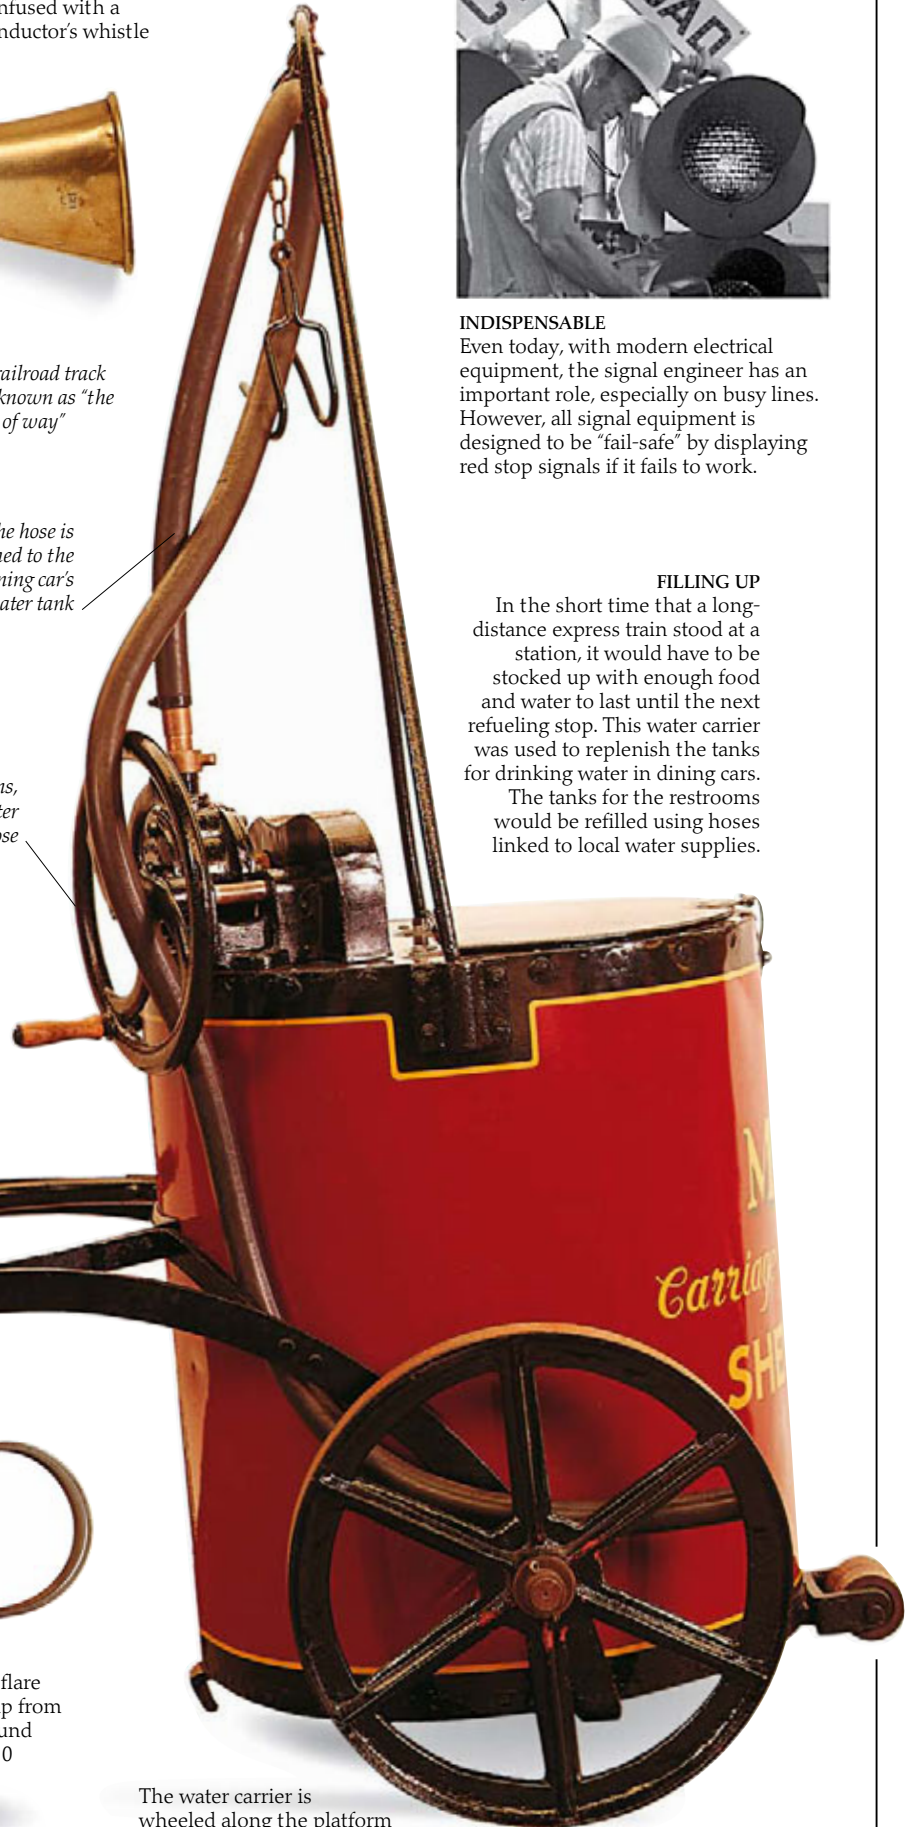 nfused with a
nductor's whistle
INDISPENSABLE
Even today, with modern electrical
equipment, the signal engineer has an
important role, especially on busy lines.
However, all signal equipment is
designed to be "fail-safe" by displaying
red stop signals if it fails to work.
railroad track
known as "the
of way"
he hose is
ned to the
ning car's
ater tank
FILLING UP
In the short time that a long-
distance express train stood at a
station, it would have to be
stocked up with enough food
and water to last until the next
refueling stop. This water carrier
was used to replenish the tanks
for drinking water in dining cars.
The tanks for the restrooms
would be refilled using hoses
linked to local water supplies.
ns,
ter
ose
M
Carriag
SHE
flare
p from
und
0
The water carrier is
wheeled along the platform